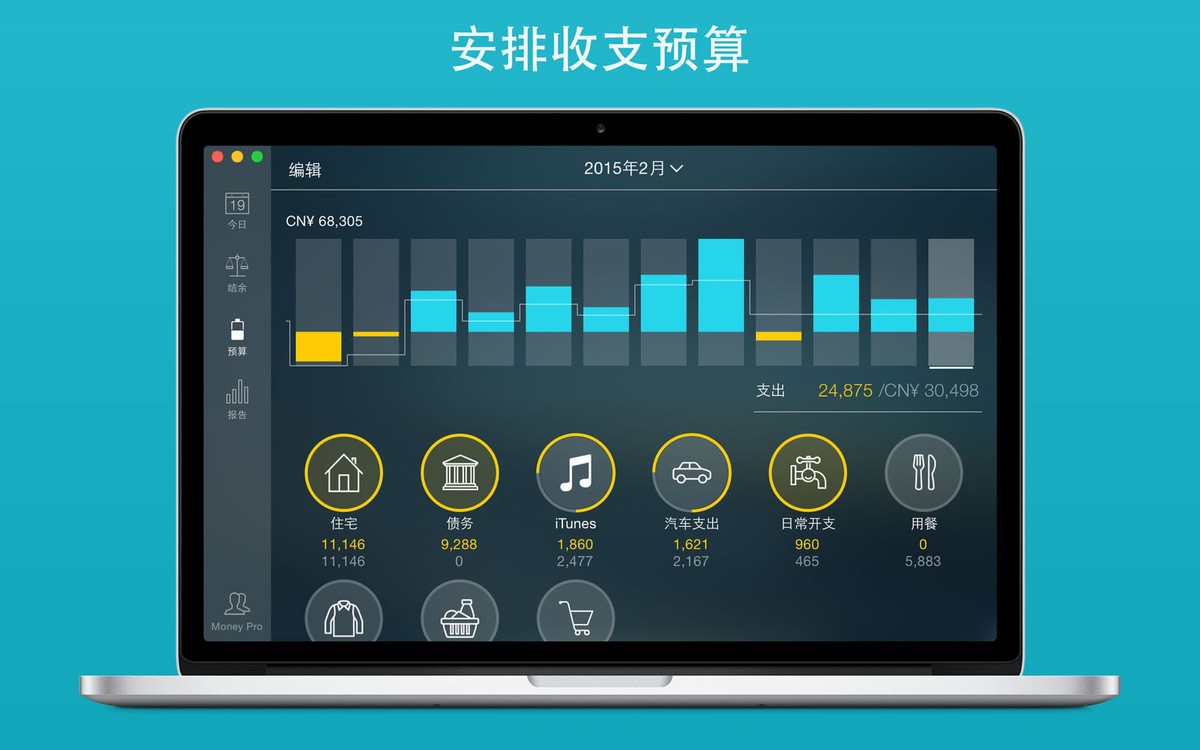 安排收支预算
编辑
2015年2月
19
今日
CN¥ 68,305
结余
预算
报告
支出 24,875 /CN¥ 30,498
住宅 债务 iTunes 汽车支出 日常开支 用餐
11,146 9,288 1,860 1,621 960 0
11,146 0 2,477 2,167 465 5,883
Money Pro